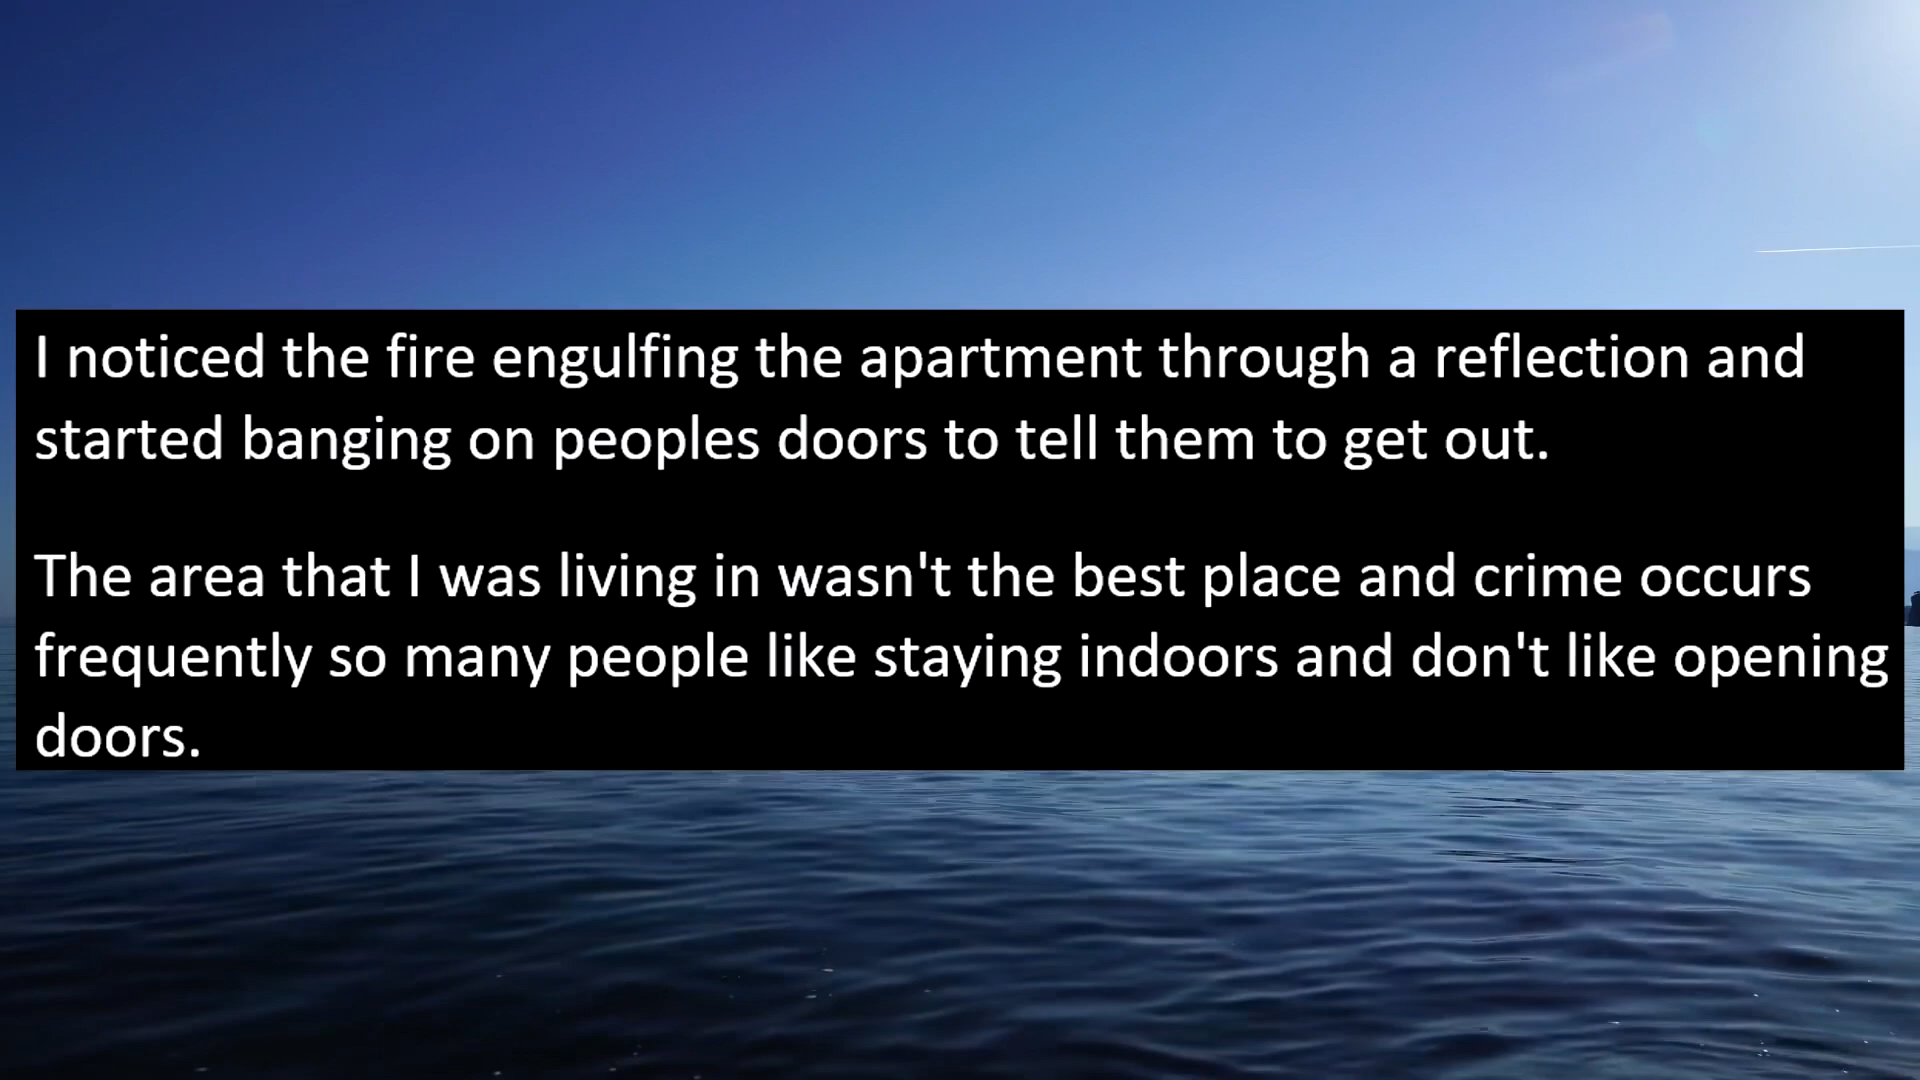 I noticed the fire engulfing the apartment through a reflection and
started banging on peoples doors to tell them to get out.
The area that I was living in wasn't the best place and crime occurs
frequently so many people like staying indoors and don't like opening
doors.